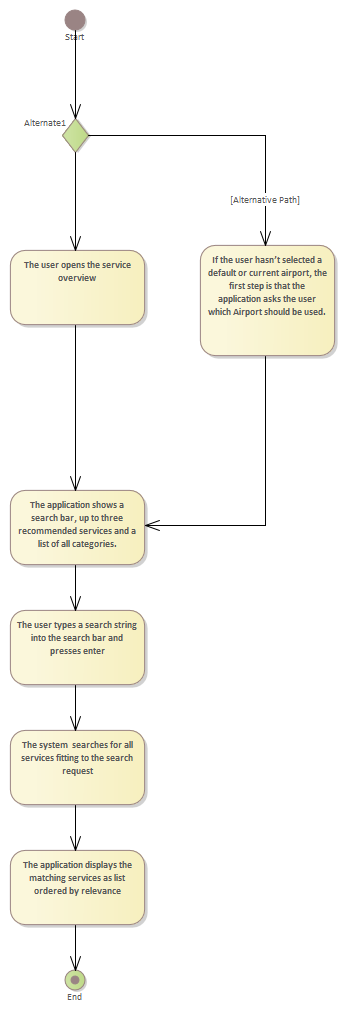 Start
Alternate1
[Alternative Path]
The user opens the service
overview
If the user hasn't selected a
default or current airport, the
first step is that the
application asks the user
which Airport should be used.
The application shows a
search bar, up to three
recommended services and a
list of all categories.
The user types a search string
into the search bar and
presses enter
The system  searches for all
services fitting to the search
request
The application displays the
matching services as list
ordered by relevance
End